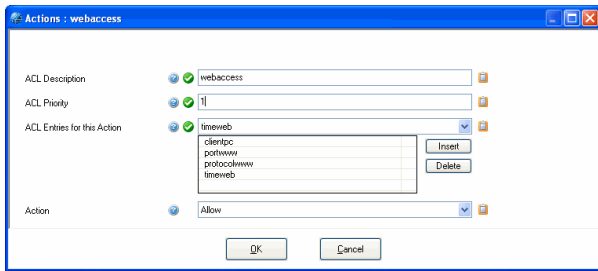 Actions : webaccess
ACL Description
webaccess
ACL Priority
1
ACL Entries for this Action
timeweb
clientpc
portwww
protocolwww
timeweb
Insert
Delete
Action
Allow
OK
Cancel